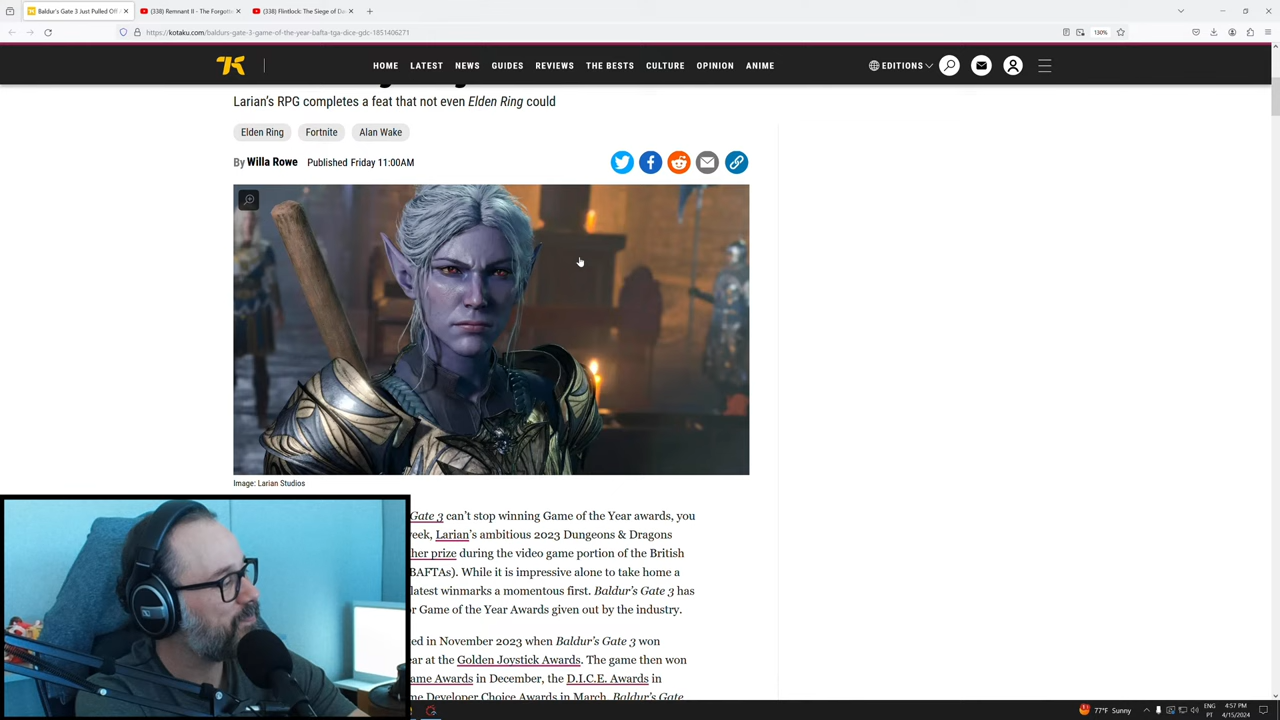 Baldur's Gate 3 Just Pulled Off
(338) Remnant II - The Forgott
(338) Flintlock: The Siege of Da
https://kotaku.com/baldurs-gate-3-game-of-the-year-bafta-tga-dice-gdc-1851406271
130%
HOME LATEST NEWS GUIDES REVIEWS THE BESTS CULTURE OPINION ANIME EDITIONS
Larian's RPG completes a feat that not even Elden Ring could
Elden Ring Fortnite Alan Wake
By Willa Rowe Published Friday 11:00AM
Image: Larian Studios
Gate 3 can't stop winning Game of the Year awards, you
eek, Larian's ambitious 2023 Dungeons & Dragons
her prize during the video game portion of the British
BAFTAs). While it is impressive alone to take home a
latest winmarks a momentous first. Baldur's Gate 3 has
or Game of the Year Awards given out by the industry.
ed in November 2023 when Baldur's Gate 3 won
ear at the Golden Joystick Awards. The game then won
ame Awards in December, the D.I.C.E. Awards in
me Developer Choice Awards in March. Baldur's Gate
77°F Sunny
ENG
PT
4:57 PM
4/15/2024